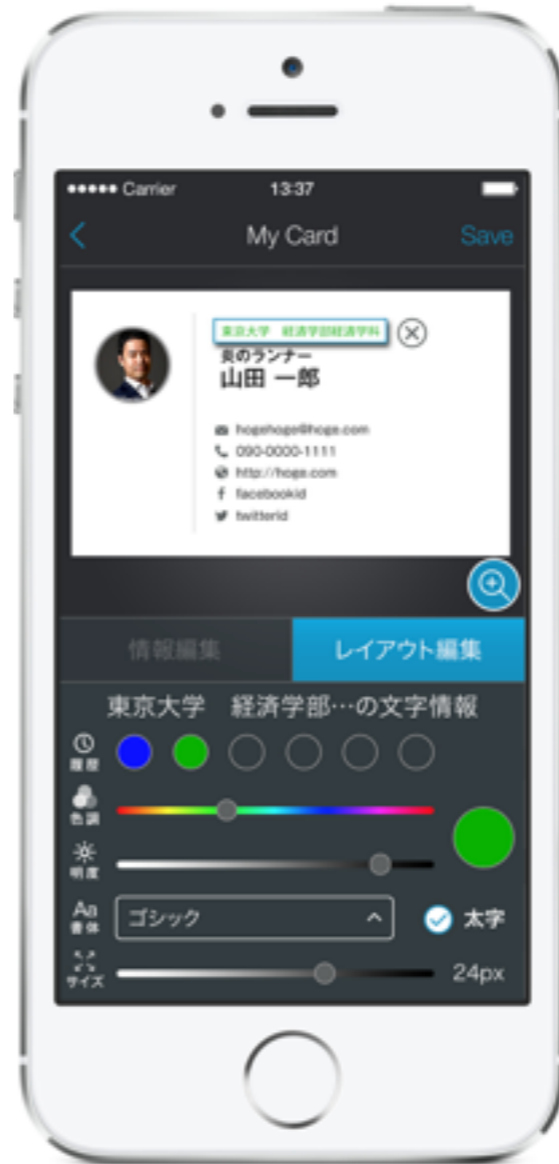 Carrier 13:37
My Card Save
東京大学 経済学部経済学科
炎のランナー
山田 一郎
hogehoge@hoge.com
090-0000-1111
http://hoge.com
facebookid
twitterid
情報編集 レイアウト編集
東京大学 経済学部…の文字情報
履歴
色調
明度
Aa
書体 ゴシック 太字
サイズ 24px